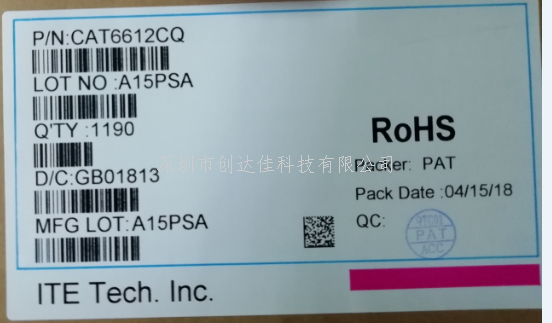 P/N:CAT6612CQ
LOT NO :A15PSA
Q'TY :1190
D/C:GB01813
MFG LOT:A15PSA
RoHS
深圳市创达佳科技有限公司
Packer: PAT
Pack Date :04/15/18
QC:
PAT
ACC
ITE Tech. Inc.